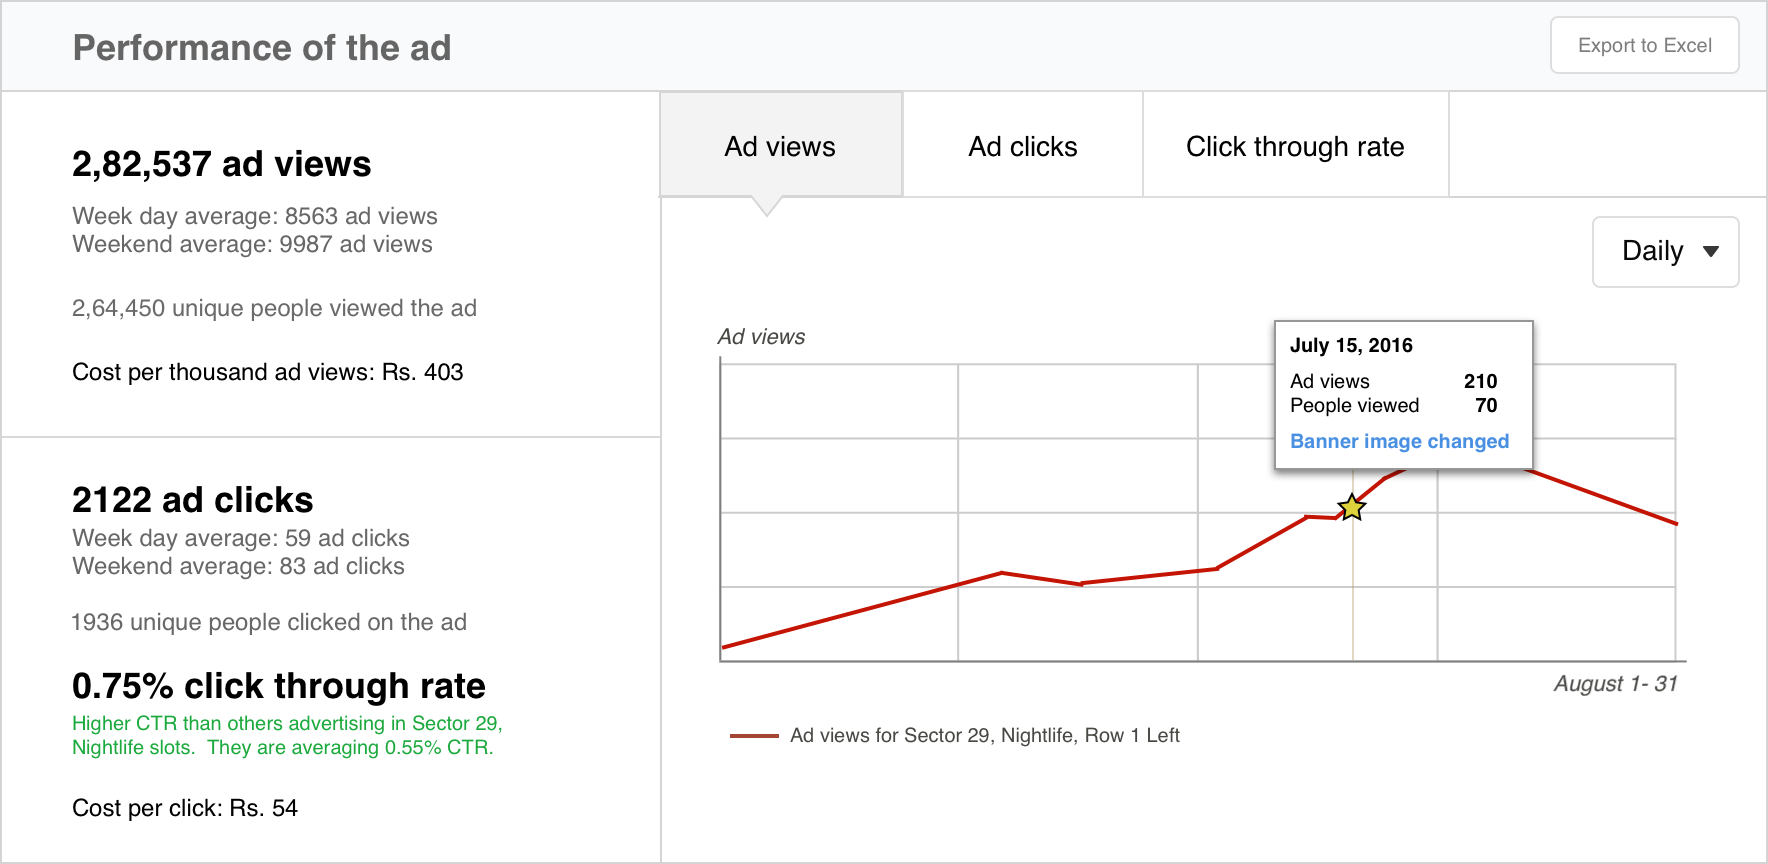 Performance of the ad
Export to Excel
2,82,537 ad views
Week day average: 8563 ad views
Weekend average: 9987 ad views
2,64,450 unique people viewed the ad
Cost per thousand ad views: Rs. 403
2122 ad clicks
Week day average: 59 ad clicks
Weekend average: 83 ad clicks
1936 unique people clicked on the ad
0.75% click through rate
Higher CTR than others advertising in Sector 29,
Nightlife slots.  They are averaging 0.55% CTR.
Cost per click: Rs. 54
Ad views
Ad clicks
Click through rate
Daily
Ad views
July 15, 2016
Ad views 210
People viewed 70
Banner image changed
August 1- 31
Ad views for Sector 29, Nightlife, Row 1 Left